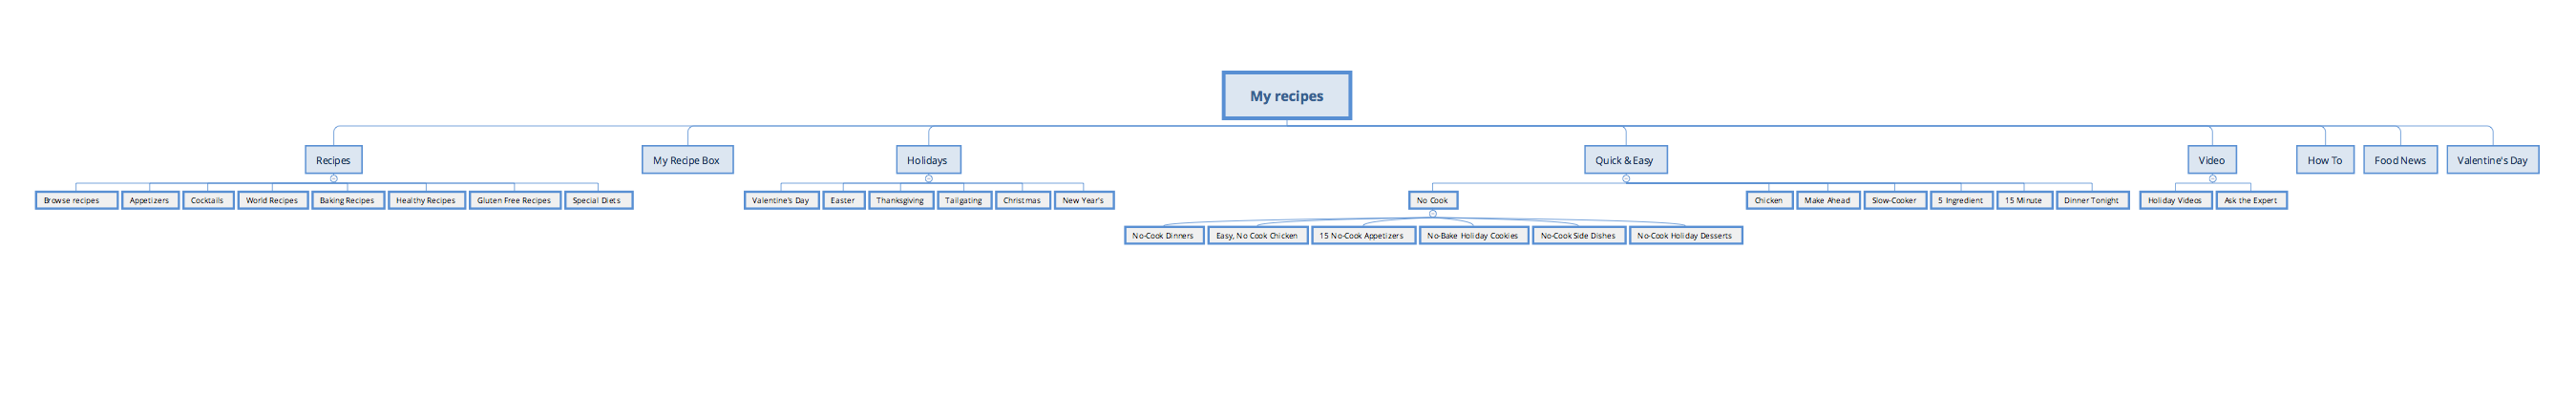 My recipes
Recipes
My Recipe Box
Holidays
Quick & Easy
Video
How To
Food News
Valentine's Day
Browse recipes
Appetizers
Cocktails
World Recipes
Baking Recipes
Healthy Recipes
Gluten Free Recipes
Special Diets
Valentine's Day
Easter
Thanksgiving
Tailgating
Christmas
New Year's
No Cook
Chicken
Make Ahead
Slow-Cooker
5 Ingredient
15 Minute
Dinner Tonight
Holiday Videos
Ask the Expert
No-Cook Dinners
Easy, No Cook Chicken
15 No-Cook Appetizers
No-Bake Holiday Cookies
No-Cook Side Dishes
No-Cook Holiday Desserts